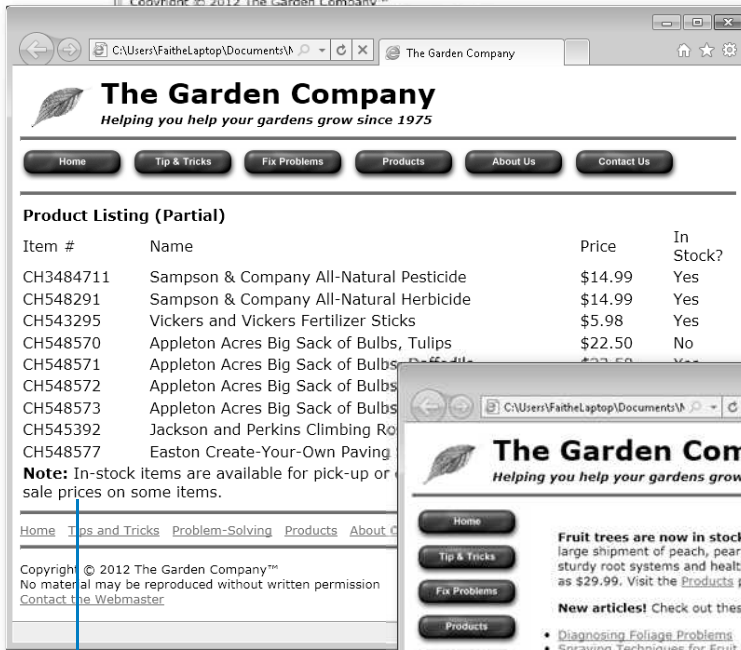 Copyright © 2012 The Garden Company™
C:\Users\FaitheLaptop\Documents\
The Garden Company
The Garden Company
Helping you help your gardens grow since 1975
Home Tip & Tricks Fix Problems Products About Us Contact Us
Product Listing (Partial)
Item # Name Price In Stock?
CH3484711 Sampson & Company All-Natural Pesticide $14.99 Yes
CH548291 Sampson & Company All-Natural Herbicide $14.99 Yes
CH543295 Vickers and Vickers Fertilizer Sticks $5.98 Yes
CH548570 Appleton Acres Big Sack of Bulbs, Tulips $22.50 No
CH548571 Appleton Acres Big Sack of Bulbs, Daffodils $22.50 Yes
CH548572 Appleton Acres Big Sack of Bulbs
CH548573 Appleton Acres Big Sack of Bulbs
CH545392 Jackson and Perkins Climbing
CH548577 Easton Create-Your-Own Paving
Note: In-stock items are available for pick-up or
sale prices on some items.
Home Tips and Tricks Problem-Solving Products About
Copyright © 2012 The Garden Company™
No material may be reproduced without written permission
Contact the Webmaster
C:\Users\FaitheLaptop\Documents\
The Garden Com
Helping you help your gardens grow
Home
Tip & Tricks
Fix Problems
Products
Fruit trees are now in stock
large shipment of peach, pear
sturdy root systems and healt
as $29.99. Visit the Products p
New articles! Check out thes
• Diagnosing Foliage Problems
• Spraying Techniques for Fruit